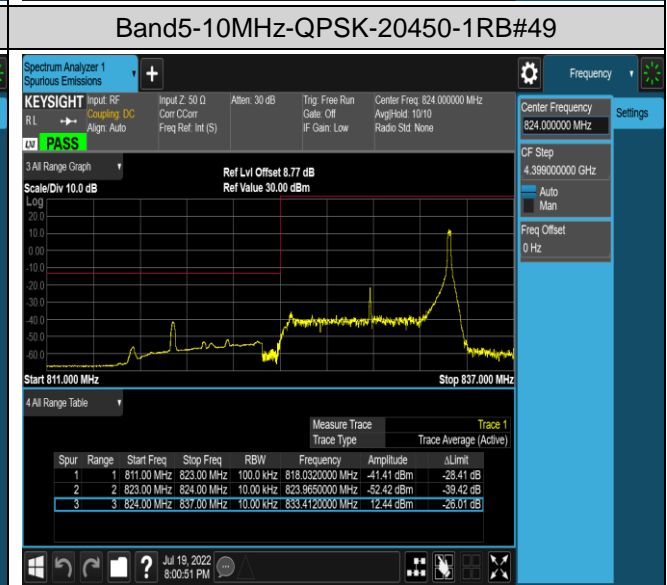 Band5-10MHz-QPSK-20450-1RB#49
Spectrum Analyzer 1
Spurious Emissions
+
Frequency
KEYSIGHT
RL
Input: RF
Coupling: DC
Align: Auto
Input Z: 50 Ω
Corr CCorr
Freq Ref: Int (S)
Atten: 30 dB
Trig: Free Run
Gate: Off
IF Gain: Low
Center Freq: 824.000000 MHz
Avg|Hold: 10/10
Radio Std: None
LXI PASS
Center Frequency
824.000000 MHz
Settings
CF Step
4.399000000 GHz
Auto
Man
Freq Offset
0 Hz
3 All Range Graph
Ref Lvl Offset 8.77 dB
Scale/Div 10.0 dB
Ref Value 30.00 dBm
Log
20.0
10.0
0.00
-10.0
-20.0
-30.0
-40.0
-50.0
-60.0
Start 811.000 MHz
Stop 837.000 MHz
4 All Range Table
Measure Trace Trace 1
Trace Type Trace Average (Active)
Spur Range Start Freq Stop Freq RBW Frequency Amplitude ΔLimit
1 1 811.00 MHz 823.00 MHz 100.0 kHz 818.0320000 MHz -41.41 dBm -28.41 dB
2 2 823.00 MHz 824.00 MHz 10.00 kHz 823.9650000 MHz -52.42 dBm -39.42 dB
3 3 824.00 MHz 837.00 MHz 10.00 kHz 833.4120000 MHz 12.44 dBm -26.01 dB
?
Jul 19, 2022
8:00:51 PM